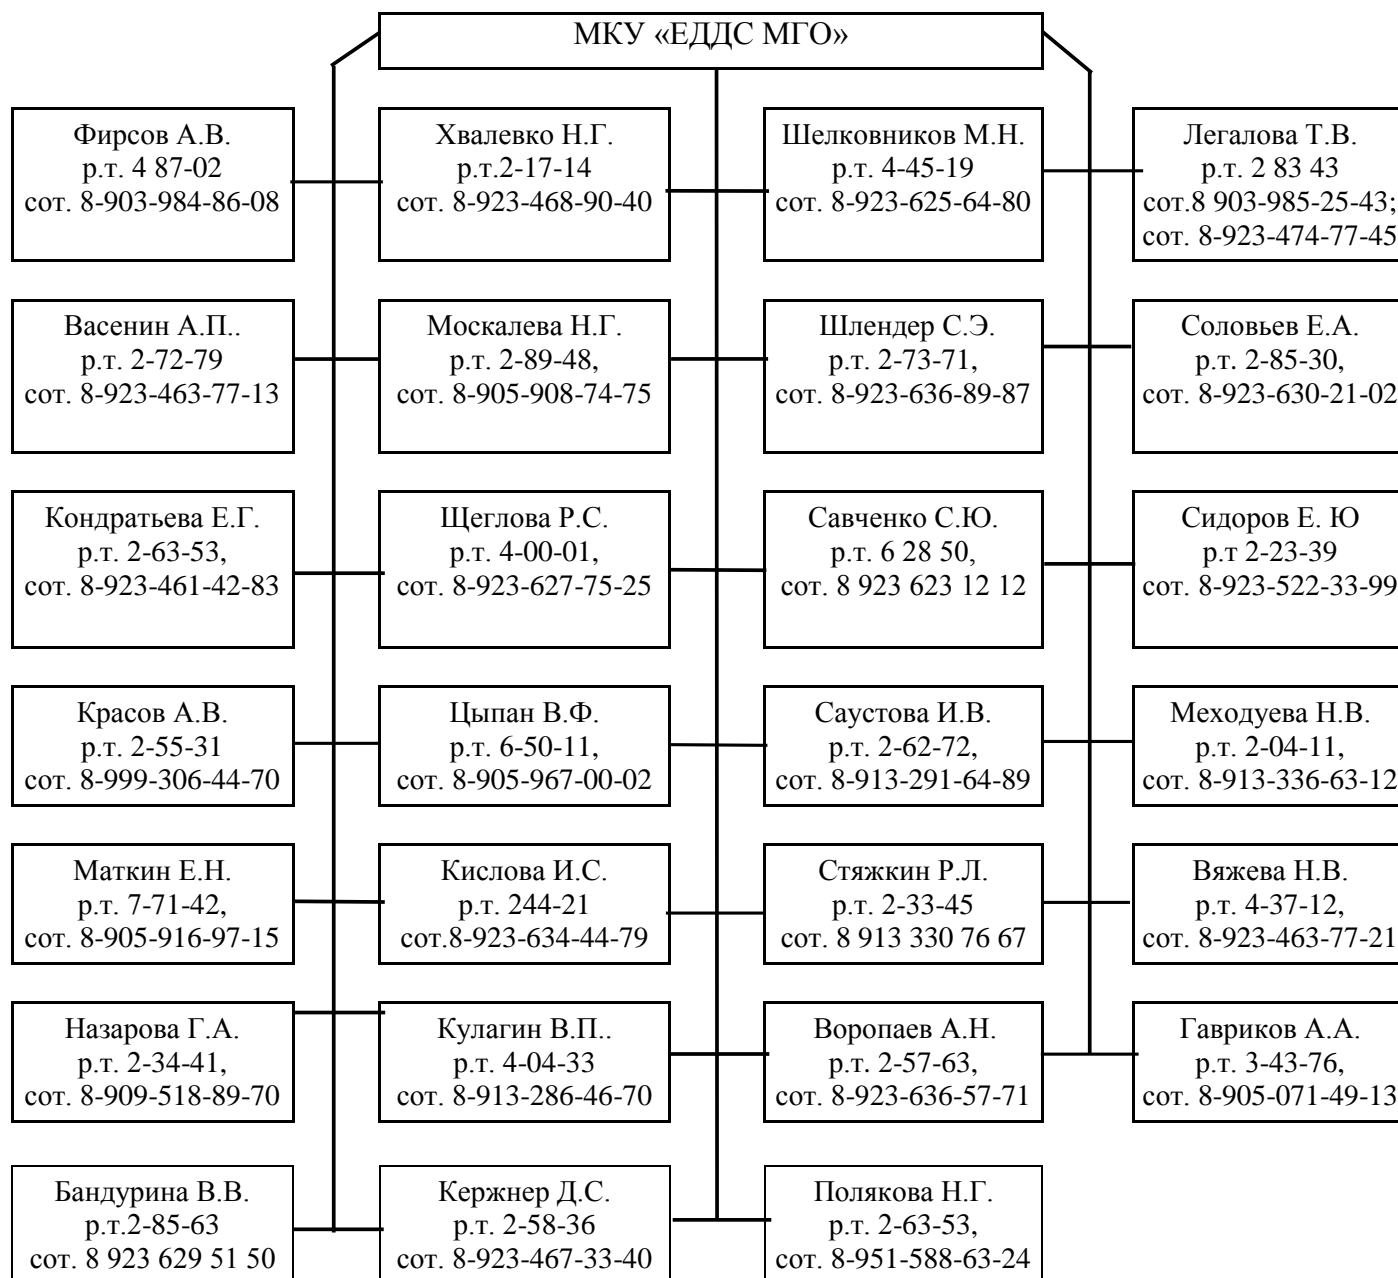 МКУ «ЕДДС МГО»
Фирсов А.В.
р.т. 4 87-02
сот. 8-903-984-86-08
Хвалевко Н.Г.
р.т.2-17-14
сот. 8-923-468-90-40
Шелковников М.Н.
р.т. 4-45-19
сот. 8-923-625-64-80
Легалова Т.В.
р.т. 2 83 43
сот.8 903-985-25-43;
сот. 8-923-474-77-45
Васенин А.П..
р.т. 2-72-79
сот. 8-923-463-77-13
Москалева Н.Г.
р.т. 2-89-48,
сот. 8-905-908-74-75
Шлендер С.Э.
р.т. 2-73-71,
сот. 8-923-636-89-87
Соловьев Е.А.
р.т. 2-85-30,
сот. 8-923-630-21-02
Кондратьева Е.Г.
р.т. 2-63-53,
сот. 8-923-461-42-83
Щеглова Р.С.
р.т. 4-00-01,
сот. 8-923-627-75-25
Савченко С.Ю.
р.т. 6 28 50,
сот. 8 923 623 12 12
Сидоров Е. Ю
р.т 2-23-39
сот. 8-923-522-33-99
Красов А.В.
р.т. 2-55-31
сот. 8-999-306-44-70
Цыпан В.Ф.
р.т. 6-50-11,
сот. 8-905-967-00-02
Саустова И.В.
р.т. 2-62-72,
сот. 8-913-291-64-89
Меходуева Н.В.
р.т. 2-04-11,
сот. 8-913-336-63-12
Маткин Е.Н.
р.т. 7-71-42,
сот. 8-905-916-97-15
Кислова И.С.
р.т. 244-21
сот.8-923-634-44-79
Стяжкин Р.Л.
р.т. 2-33-45
сот. 8 913 330 76 67
Вяжева Н.В.
р.т. 4-37-12,
сот. 8-923-463-77-21
Назарова Г.А.
р.т. 2-34-41,
сот. 8-909-518-89-70
Кулагин В.П..
р.т. 4-04-33
сот. 8-913-286-46-70
Воропаев А.Н.
р.т. 2-57-63,
сот. 8-923-636-57-71
Гавриков А.А.
р.т. 3-43-76,
сот. 8-905-071-49-13
Бандурина В.В.
р.т.2-85-63
сот. 8 923 629 51 50
Кержнер Д.С.
р.т. 2-58-36
сот. 8-923-467-33-40
Полякова Н.Г.
р.т. 2-63-53,
сот. 8-951-588-63-24